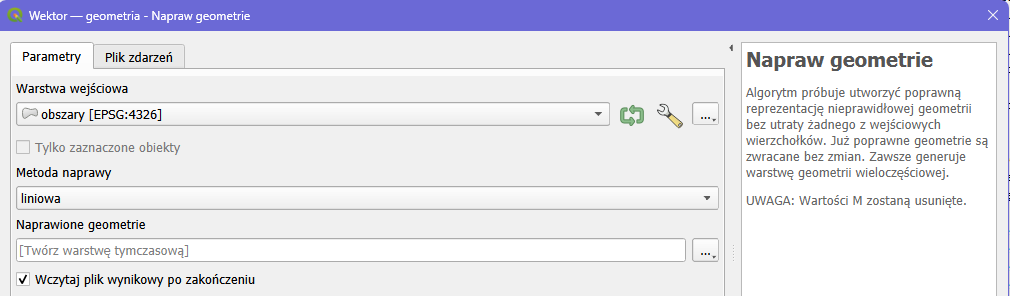 Wektor — geometria - Napraw geometrie
Parametry
Plik zdarzeń
Warstwa wejściowa
obszary [EPSG:4326]
...
Tylko zaznaczone obiekty
Metoda naprawy
liniowa
Naprawione geometrie
[Twórz warstwę tymczasową]
...
Wczytaj plik wynikowy po zakończeniu
Napraw geometrie
Algorytm próbuje utworzyć poprawną
reprezentację nieprawidłowej geometrii
bez utraty żadnego z wejściowych
wierzchołków. Już poprawne geometrie są
zwracane bez zmian. Zawsze generuje
warstwę geometrii wieloczęściowej.
UWAGA: Wartości M zostaną usunięte.